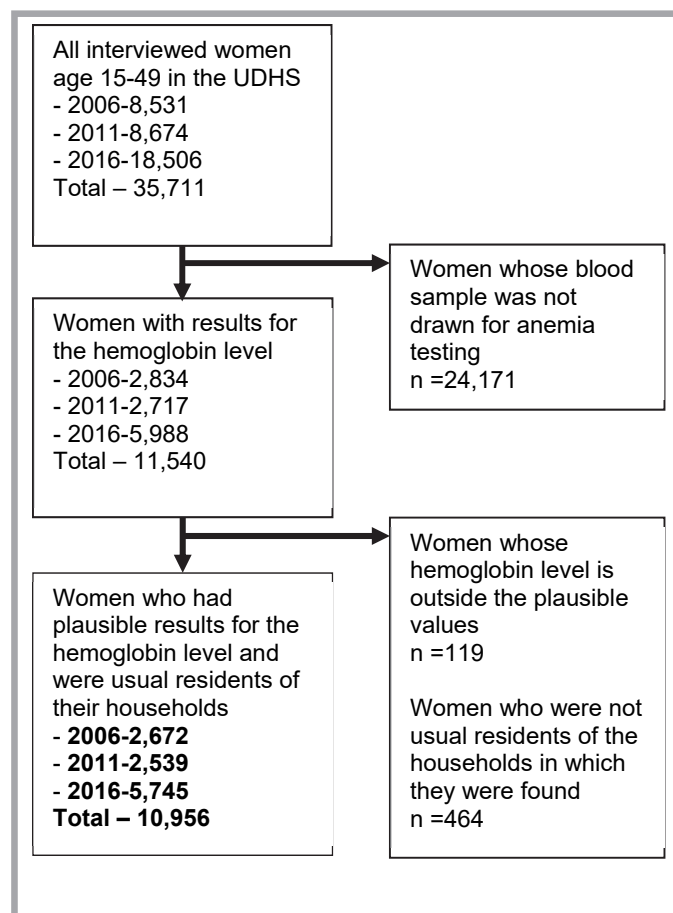 All interviewed women
age 15-49 in the UDHS
- 2006-8,531
- 2011-8,674
- 2016-18,506
Total – 35,711
Women whose blood
sample was not
drawn for anemia
testing
n =24,171
Women with results for
the hemoglobin level
- 2006-2,834
- 2011-2,717
- 2016-5,988
Total – 11,540
Women whose
hemoglobin level is
outside the plausible
values
n =119
Women who were not
usual residents of the
households in which
they were found
n =464
Women who had
plausible results for the
hemoglobin level and
were usual residents of
their households
- 2006-2,672
- 2011-2,539
- 2016-5,745
Total – 10,956